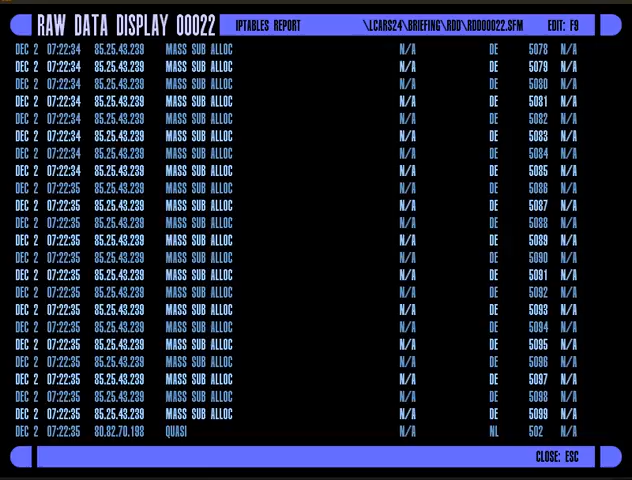 RAW DATA DISPLAY 00022 IPTABLES REPORT \LCARS24\BRIEFING\RDD\RDD00022.SFM EDIT: F9
DEC 2 07:22:34 85.25.43.239 MASS SUB ALLOC N/A DE 5078 N/A
DEC 2 07:22:34 85.25.43.239 MASS SUB ALLOC N/A DE 5079 N/A
DEC 2 07:22:34 85.25.43.239 MASS SUB ALLOC N/A DE 5080 N/A
DEC 2 07:22:34 85.25.43.239 MASS SUB ALLOC N/A DE 5081 N/A
DEC 2 07:22:34 85.25.43.239 MASS SUB ALLOC N/A DE 5082 N/A
DEC 2 07:22:34 85.25.43.239 MASS SUB ALLOC N/A DE 5083 N/A
DEC 2 07:22:34 85.25.43.239 MASS SUB ALLOC N/A DE 5084 N/A
DEC 2 07:22:34 85.25.43.239 MASS SUB ALLOC N/A DE 5085 N/A
DEC 2 07:22:35 85.25.43.239 MASS SUB ALLOC N/A DE 5086 N/A
DEC 2 07:22:35 85.25.43.239 MASS SUB ALLOC N/A DE 5087 N/A
DEC 2 07:22:35 85.25.43.239 MASS SUB ALLOC N/A DE 5088 N/A
DEC 2 07:22:35 85.25.43.239 MASS SUB ALLOC N/A DE 5089 N/A
DEC 2 07:22:35 85.25.43.239 MASS SUB ALLOC N/A DE 5090 N/A
DEC 2 07:22:35 85.25.43.239 MASS SUB ALLOC N/A DE 5091 N/A
DEC 2 07:22:35 85.25.43.239 MASS SUB ALLOC N/A DE 5092 N/A
DEC 2 07:22:35 85.25.43.239 MASS SUB ALLOC N/A DE 5093 N/A
DEC 2 07:22:35 85.25.43.239 MASS SUB ALLOC N/A DE 5094 N/A
DEC 2 07:22:35 85.25.43.239 MASS SUB ALLOC N/A DE 5095 N/A
DEC 2 07:22:35 85.25.43.239 MASS SUB ALLOC N/A DE 5096 N/A
DEC 2 07:22:35 85.25.43.239 MASS SUB ALLOC N/A DE 5097 N/A
DEC 2 07:22:35 85.25.43.239 MASS SUB ALLOC N/A DE 5098 N/A
DEC 2 07:22:35 85.25.43.239 MASS SUB ALLOC N/A DE 5099 N/A
DEC 2 07:22:35 80.82.70.198 QUASI N/A NL 502 N/A
CLOSE: ESC